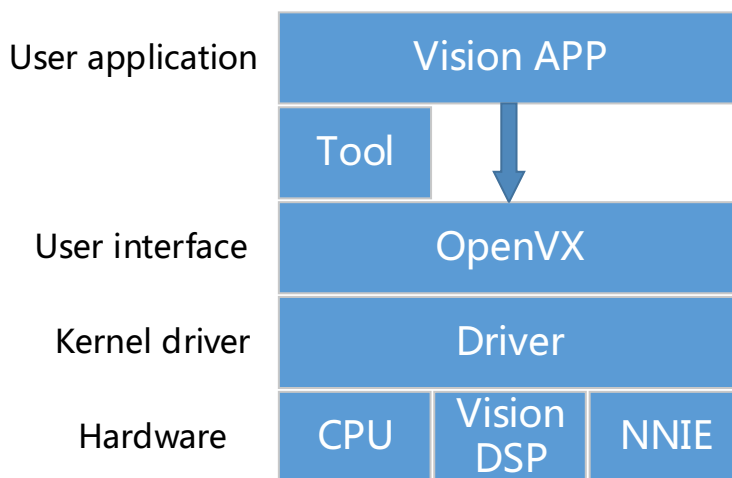 User application
Vision APP
Tool
User interface
OpenVX
Kernel driver
Driver
Hardware
CPU
Vision
DSP
NNIE